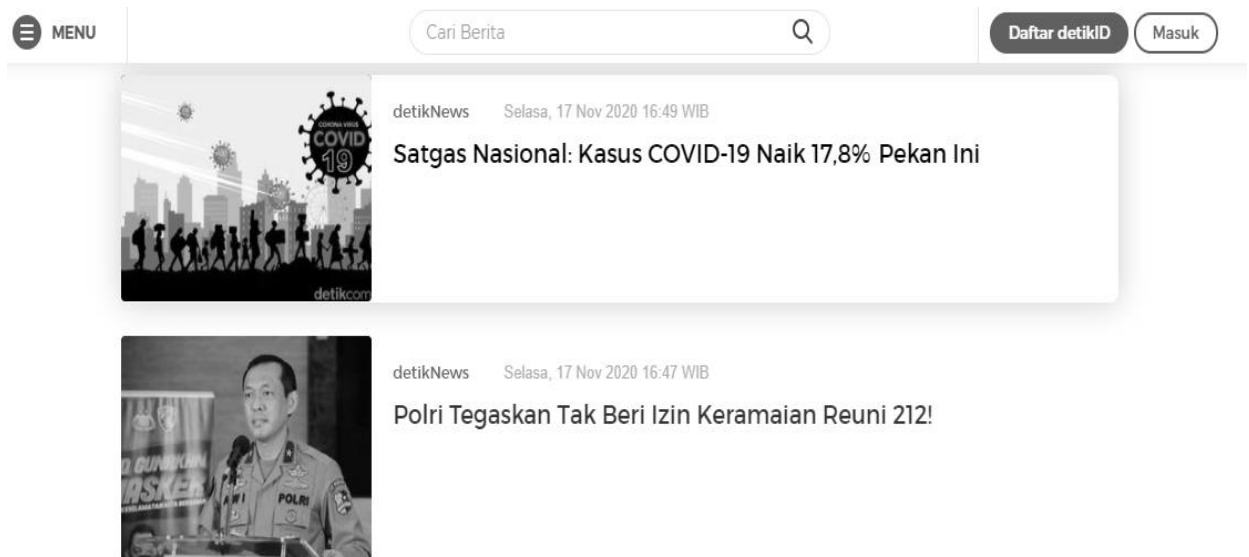 MENU
Cari Berita
Daftar detikID
Masuk
CORONA VIRUS
COVID
19
detikcom
detikNews Selasa, 17 Nov 2020 16:49 WIB
Satgas Nasional: Kasus COVID-19 Naik 17,8% Pekan Ini
detikNews Selasa, 17 Nov 2020 16:47 WIB
Polri Tegaskan Tak Beri Izin Keramaian Reuni 212!
GUNAKAN
MASKER
POLRI